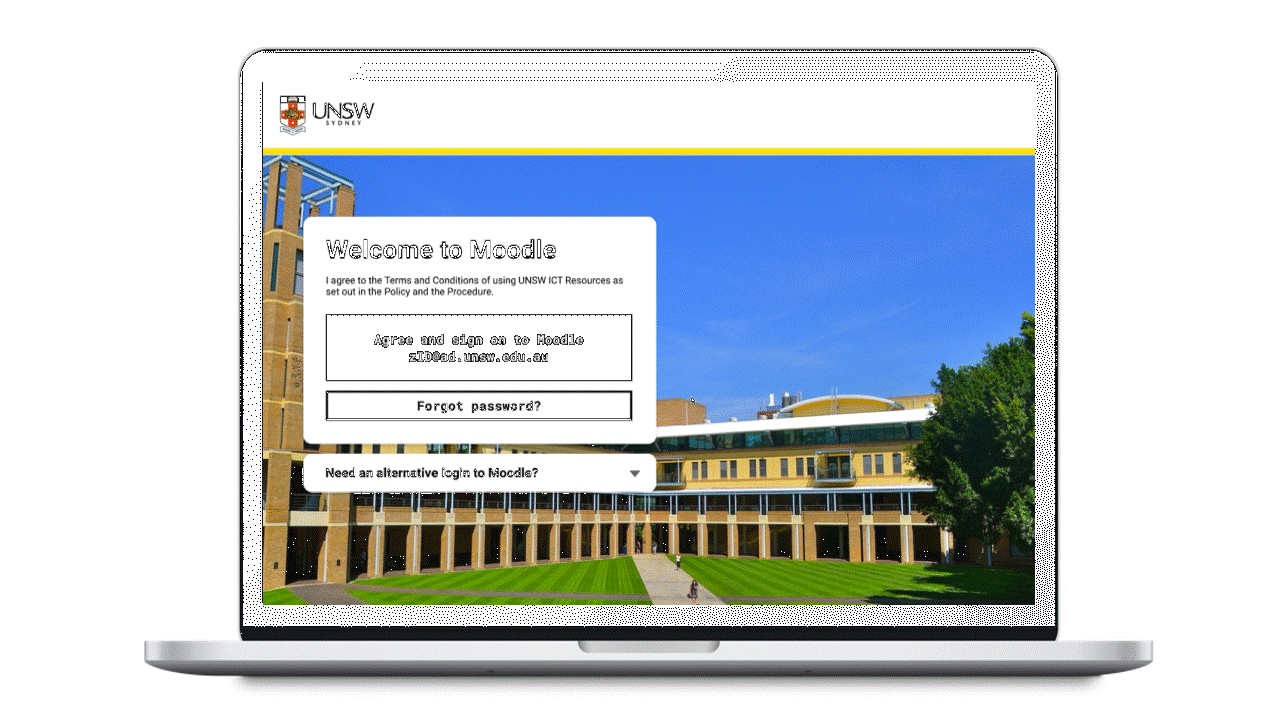 UNSW
SYDNEY
Welcome to Moodle
I agree to the Terms and Conditions of using UNSW ICT Resources as
set out in the Policy and the Procedure.
Agree and sign on to Moodle
zID@ad.unsw.edu.au
Forgot password?
Need an alternative login to Moodle?